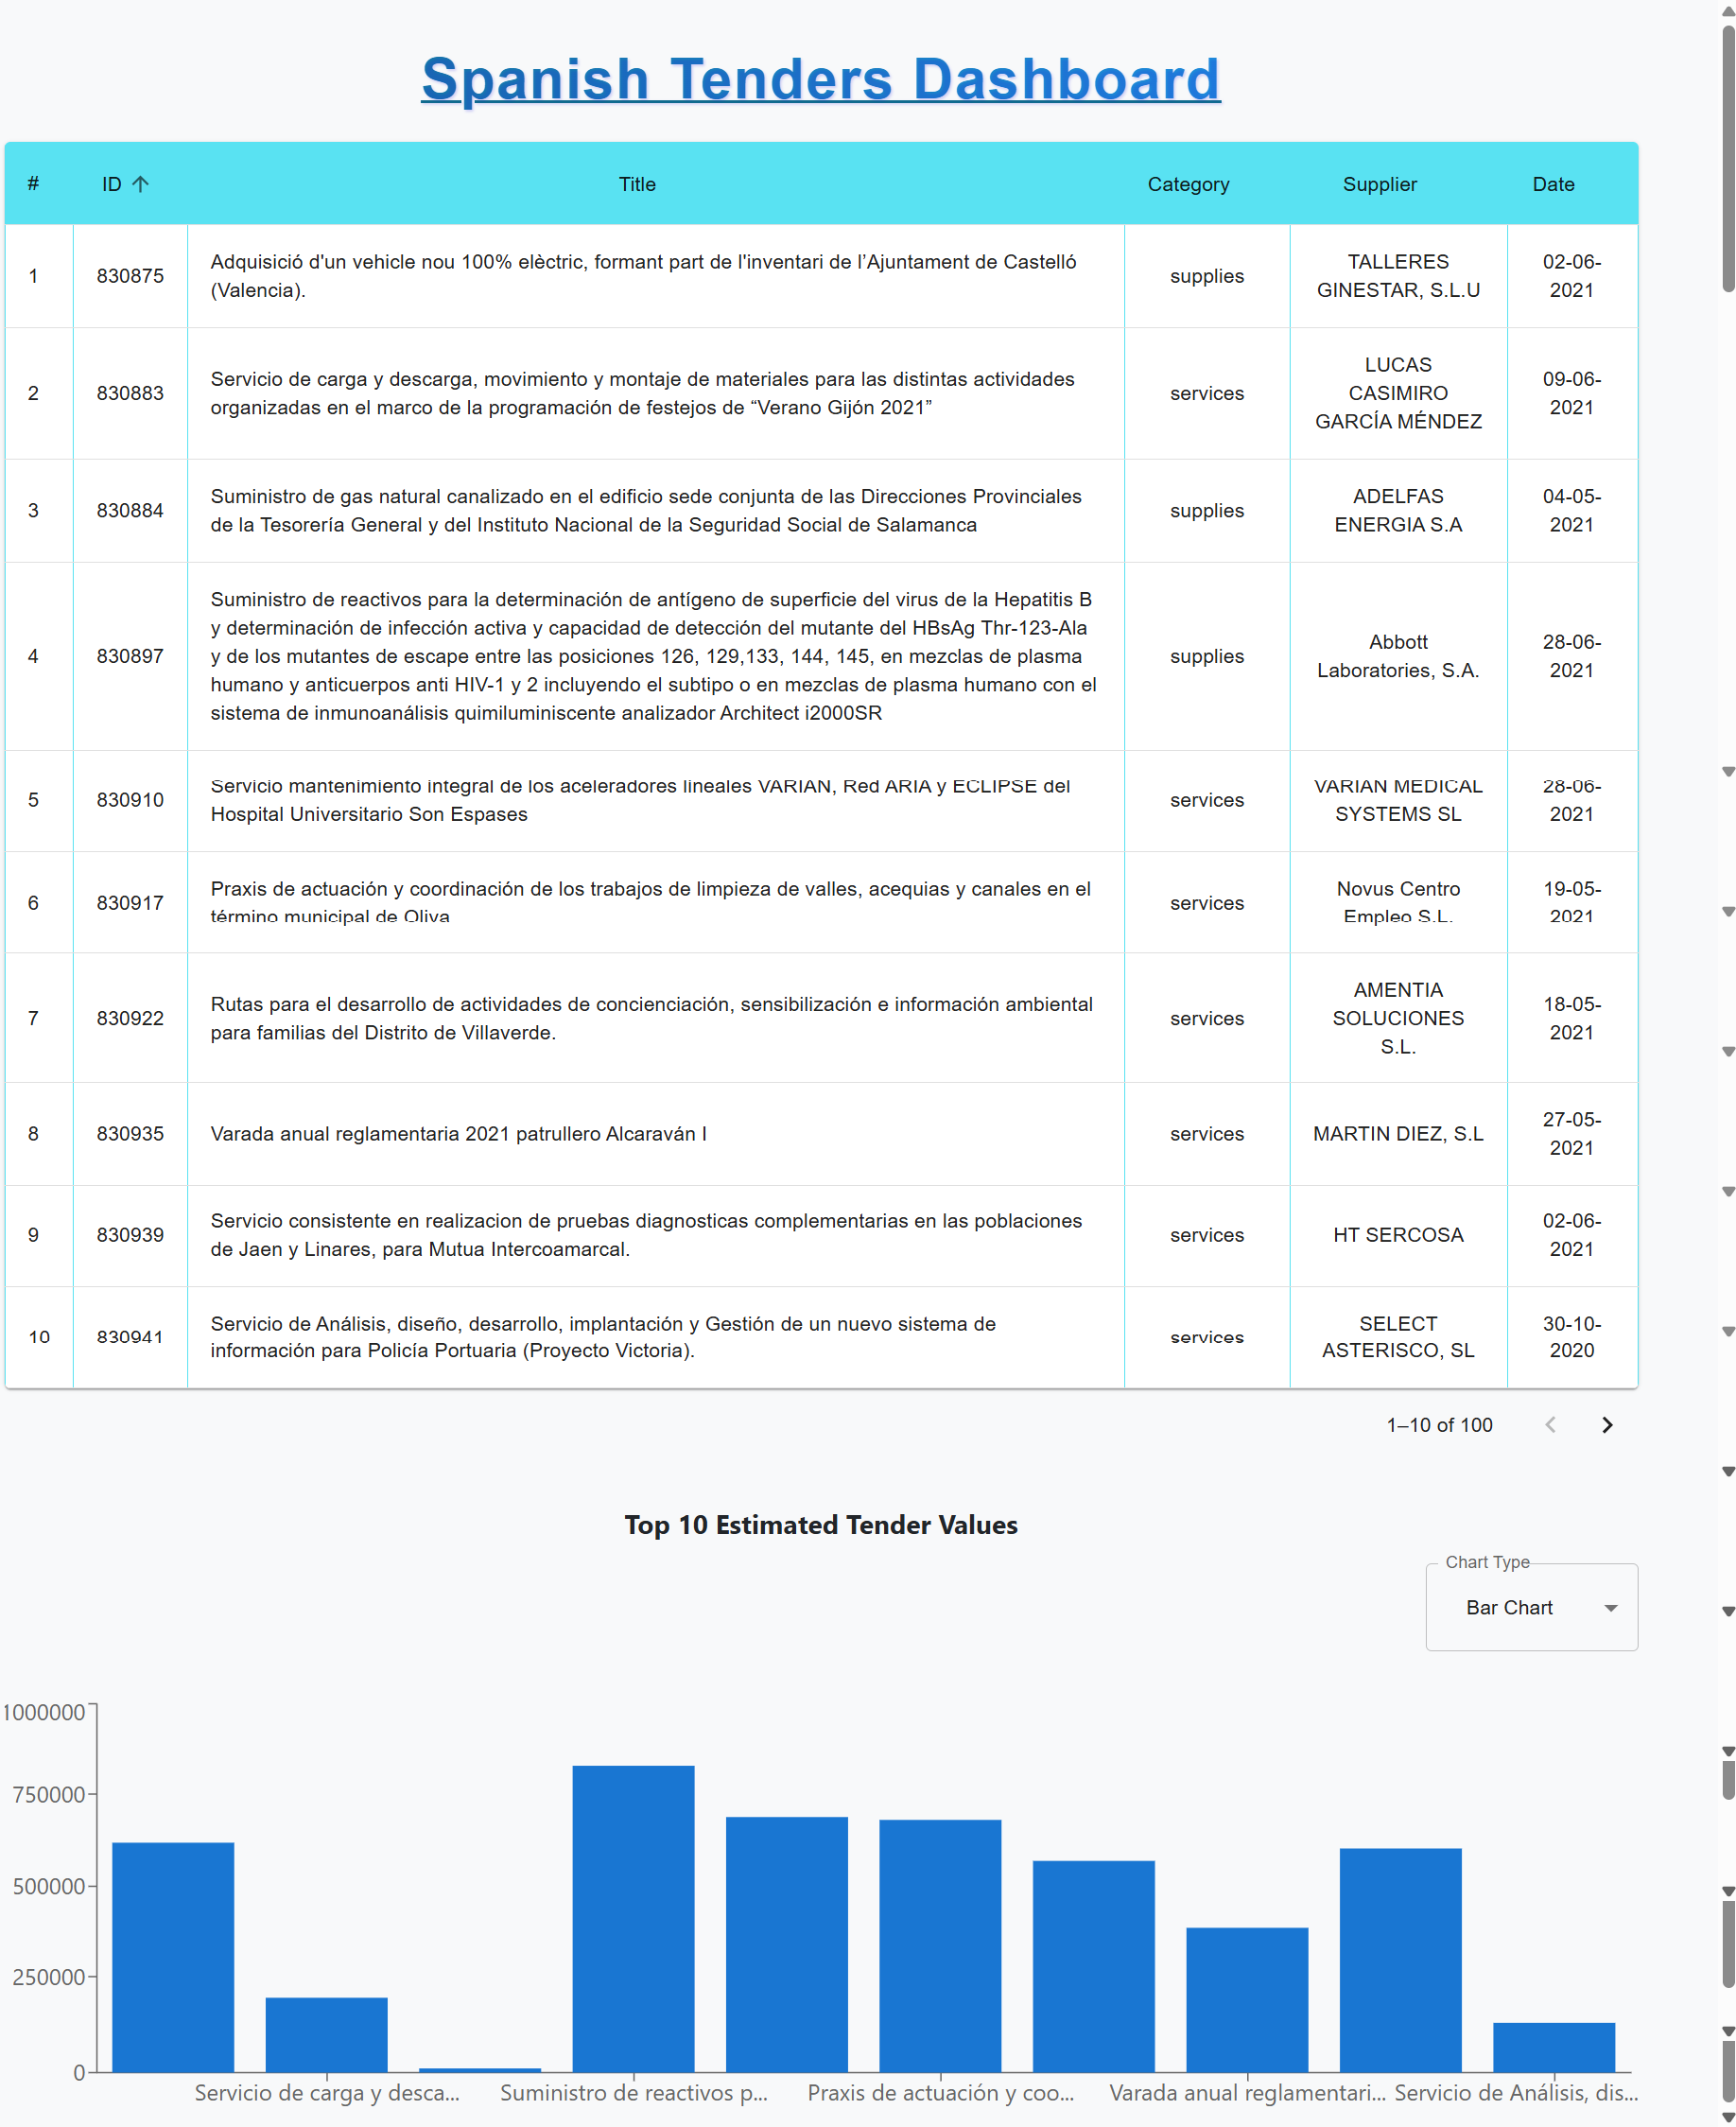 Spanish Tenders Dashboard
# ID Title Category Supplier Date
1 830875 Adquisició d'un vehicle nou 100% elèctric, formant part de l'inventari de l’Ajuntament de Castelló (Valencia). supplies TALLERES GINESTAR, S.L.U 02-06-2021
2 830883 Servicio de carga y descarga, movimiento y montaje de materiales para las distintas actividades organizadas en el marco de la programación de festejos de “Verano Gijón 2021” services LUCAS CASIMIRO GARCÍA MÉNDEZ 09-06-2021
3 830884 Suministro de gas natural canalizado en el edificio sede conjunta de las Direcciones Provinciales de la Tesorería General y del Instituto Nacional de la Seguridad Social de Salamanca supplies ADELFAS ENERGIA S.A 04-05-2021
4 830897 Suministro de reactivos para la determinación de antígeno de superficie del virus de la Hepatitis B y determinación de infección activa y capacidad de detección del mutante del HBsAg Thr-123-Ala y de los mutantes de escape entre las posiciones 126, 129,133, 144, 145, en mezclas de plasma humano y anticuerpos anti HIV-1 y 2 incluyendo el subtipo o en mezclas de plasma humano con el sistema de inmunoanálisis quimiluminiscente analizador Architect i2000SR supplies Abbott Laboratories, S.A. 28-06-2021
5 830910 Servicio mantenimiento integral de los aceleradores lineales VARIAN, Red ARIA y ECLIPSE del Hospital Universitario Son Espases services VARIAN MEDICAL SYSTEMS SL 28-06-2021
6 830917 Praxis de actuación y coordinación de los trabajos de limpieza de valles, acequias y canales en el término municipal de Oliva services Novus Centro Empleo S.L. 19-05-2021
7 830922 Rutas para el desarrollo de actividades de concienciación, sensibilización e información ambiental para familias del Distrito de Villaverde. services AMENTIA SOLUCIONES S.L. 18-05-2021
8 830935 Varada anual reglamentaria 2021 patrullero Alcaraván I services MARTIN DIEZ, S.L 27-05-2021
9 830939 Servicio consistente en realizacion de pruebas diagnosticas complementarias en las poblaciones de Jaen y Linares, para Mutua Intercoamarcal. services HT SERCOSA 02-06-2021
10 830941 Servicio de Análisis, diseño, desarrollo, implantación y Gestión de un nuevo sistema de información para Policía Portuaria (Proyecto Victoria). services SELECT ASTERISCO, SL 30-10-2020
1–10 of 100
Top 10 Estimated Tender Values
Chart Type
Bar Chart
1000000
750000
500000
250000
0
Servicio de carga y desca... Suministro de reactivos p... Praxis de actuación y coo... Varada anual reglamentari... Servicio de Análisis, dis...